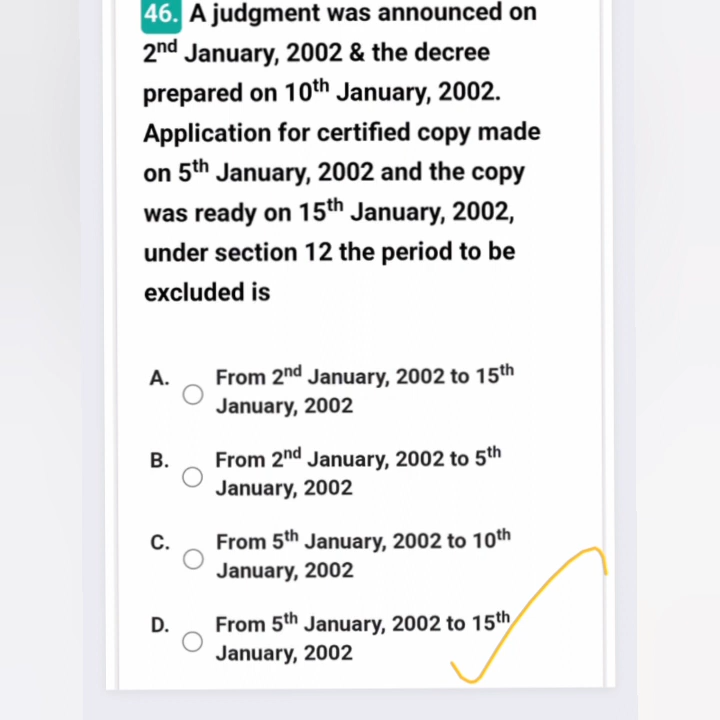 46. A judgment was announced on
2nd January, 2002 & the decree
prepared on 10th January, 2002.
Application for certified copy made
on 5th January, 2002 and the copy
was ready on 15th January, 2002,
under section 12 the period to be
excluded is
A. From 2nd January, 2002 to 15th
January, 2002
B. From 2nd January, 2002 to 5th
January, 2002
C. From 5th January, 2002 to 10th
January, 2002
D. From 5th January, 2002 to 15th
January, 2002